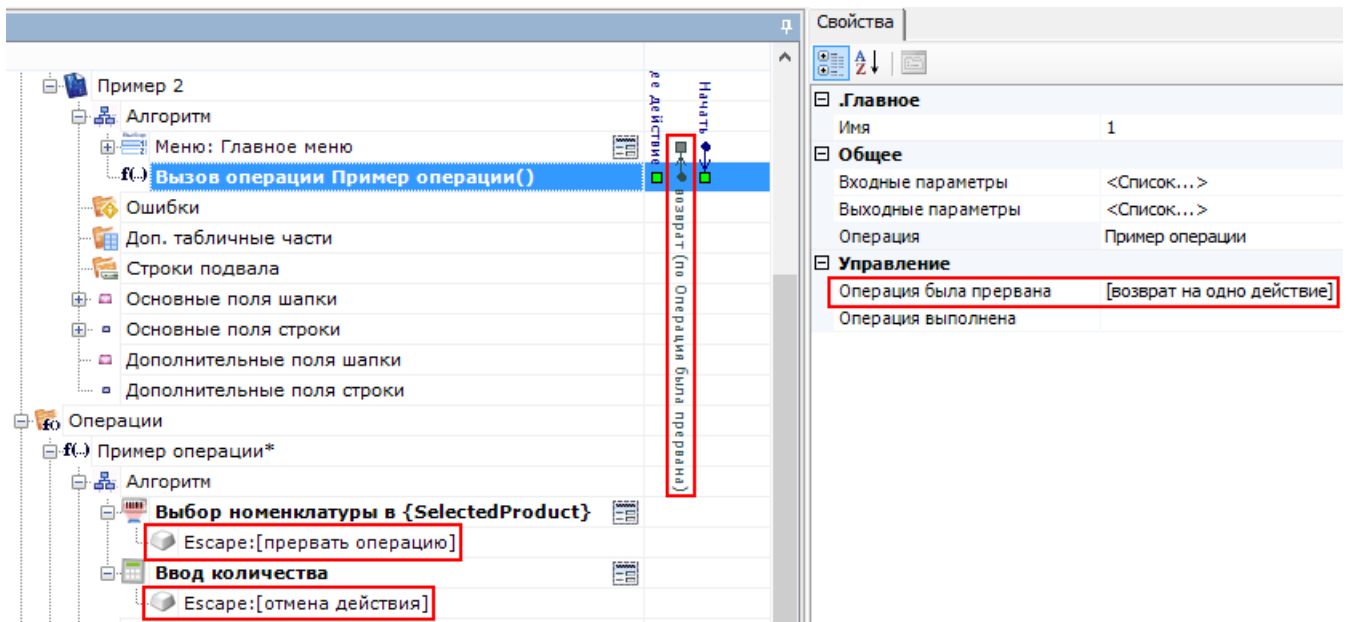 Свойства
Пример 2
Алгоритм
Меню: Главное меню
f(..) Вызов операции Пример операции()
Ошибки
Доп. табличные части
Строки подвала
Основные поля шапки
Основные поля строки
Дополнительные поля шапки
Дополнительные поля строки
Операции
f(..) Пример операции*
Алгоритм
Выбор номенклатуры в {SelectedProduct}
Escape:[прервать операцию]
Ввод количества
Escape:[отмена действия]
действие
возврат (по Операция была прервана)
Начать
.Главное
Имя 1
Общее
Входные параметры <Список...>
Выходные параметры <Список...>
Операция Пример операции
Управление
Операция была прервана [возврат на одно действие]
Операция выполнена